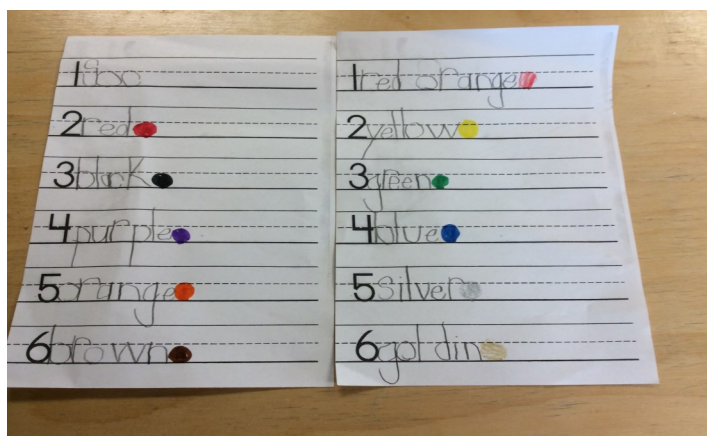 1
2 red
3 black
4 purple
5 orange
6 brown
1 red orange
2 yellow
3 green
4 blue
5 silver
6 goldin